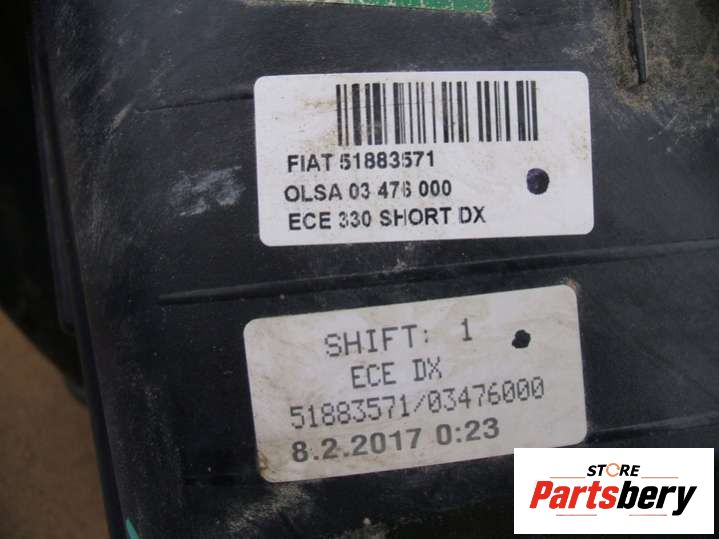 FIAT 51883571
OLSA 03 476 000
ECE 330 SHORT DX
SHIFT: 1
ECE DX
51883571/03476000
8.2.2017 0:23
STORE
Partsbery